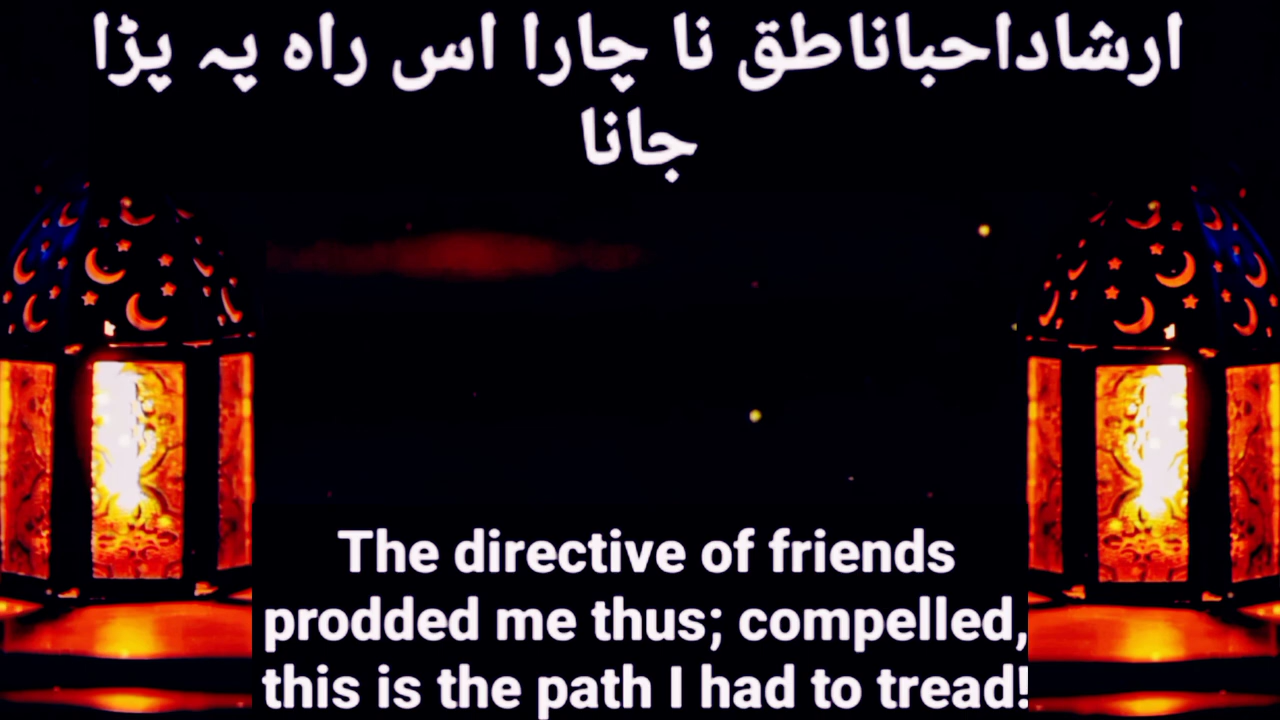 ارشاداحباناطق نا چارا اس راہ پہ پڑا
جانا
The directive of friends
prodded me thus; compelled,
this is the path I had to tread!